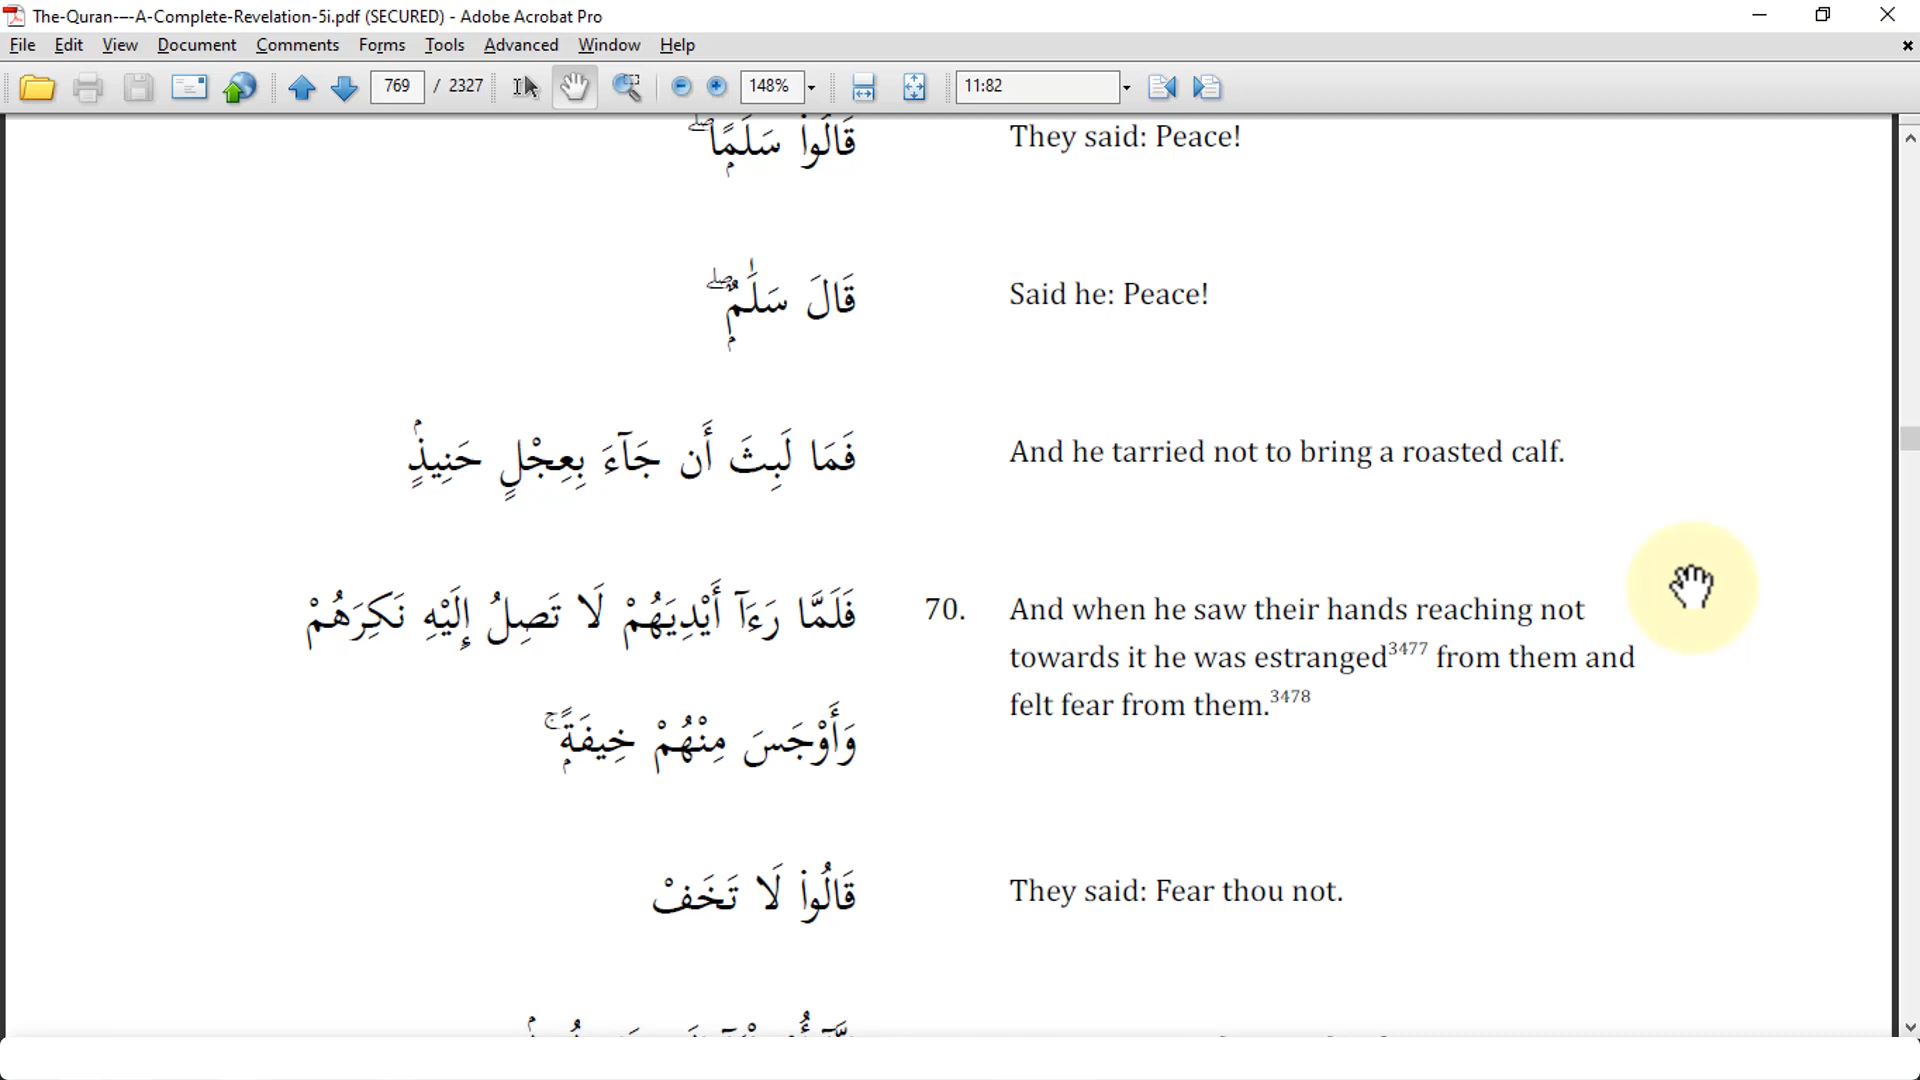 The-Quran-—-A-Complete-Revelation-5i.pdf (SECURED) - Adobe Acrobat Pro
File Edit View Document Comments Forms Tools Advanced Window Help
769 / 2327 148% 11:82
قَالُوا۟ سَلَـٰمًۭا ۖ They said: Peace!
قَالَ سَلَـٰمٌۭ ۖ Said he: Peace!
فَمَا لَبِثَ أَن جَآءَ بِعِجْلٍ حَنِيذٍۢ And he tarried not to bring a roasted calf.
فَلَمَّا رَءَآ أَيْدِيَهُمْ لَا تَصِلُ إِلَيْهِ نَكِرَهُمْ 70. And when he saw their hands reaching not
towards it he was estranged3477 from them and
felt fear from them.3478
وَأَوْجَسَ مِنْهُمْ خِيفَةًۭ ۚ
قَالُوا۟ لَا تَخَفْ They said: Fear thou not.